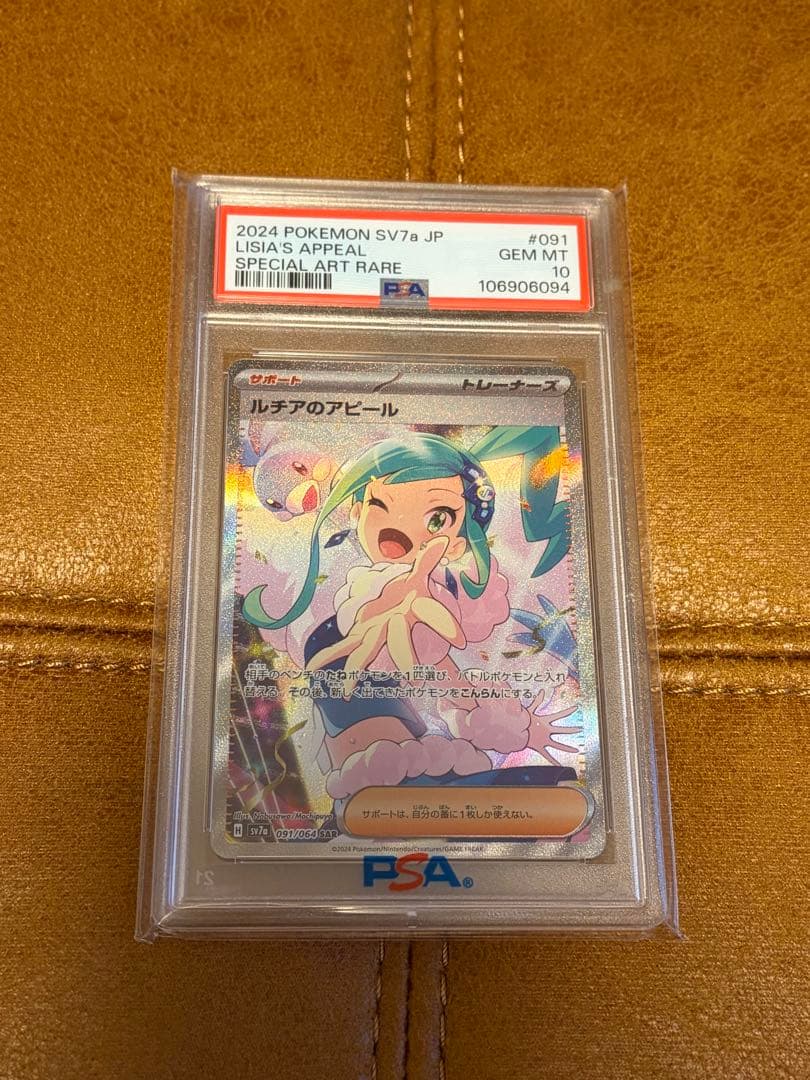 2024 POKEMON SV7a JP #091
LISIA'S APPEAL GEM MT
SPECIAL ART RARE 10
106906094
PSA
サポート トレーナーズ
ルチアのアピール
相手のベンチのたねポケモンを1匹選び、バトルポケモンと入れ
替える。その後、新しく出てきたポケモンをこんらんにする。
サポートは、自分の番に1枚しか使えない。
Illus. Nobusawa/Mochipuyo
H sv7a 091/064 SAR
©2024 Pokémon/Nintendo/Creatures/GAME FREAK
PSA®